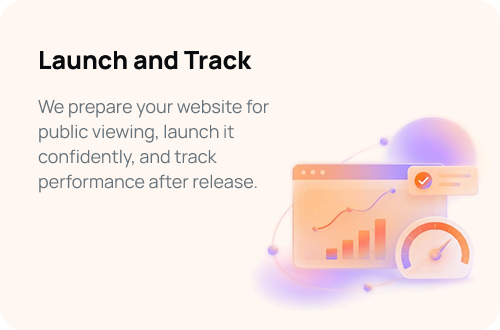 Launch and Track
We prepare your website for
public viewing, launch it
confidently, and track
performance after release.